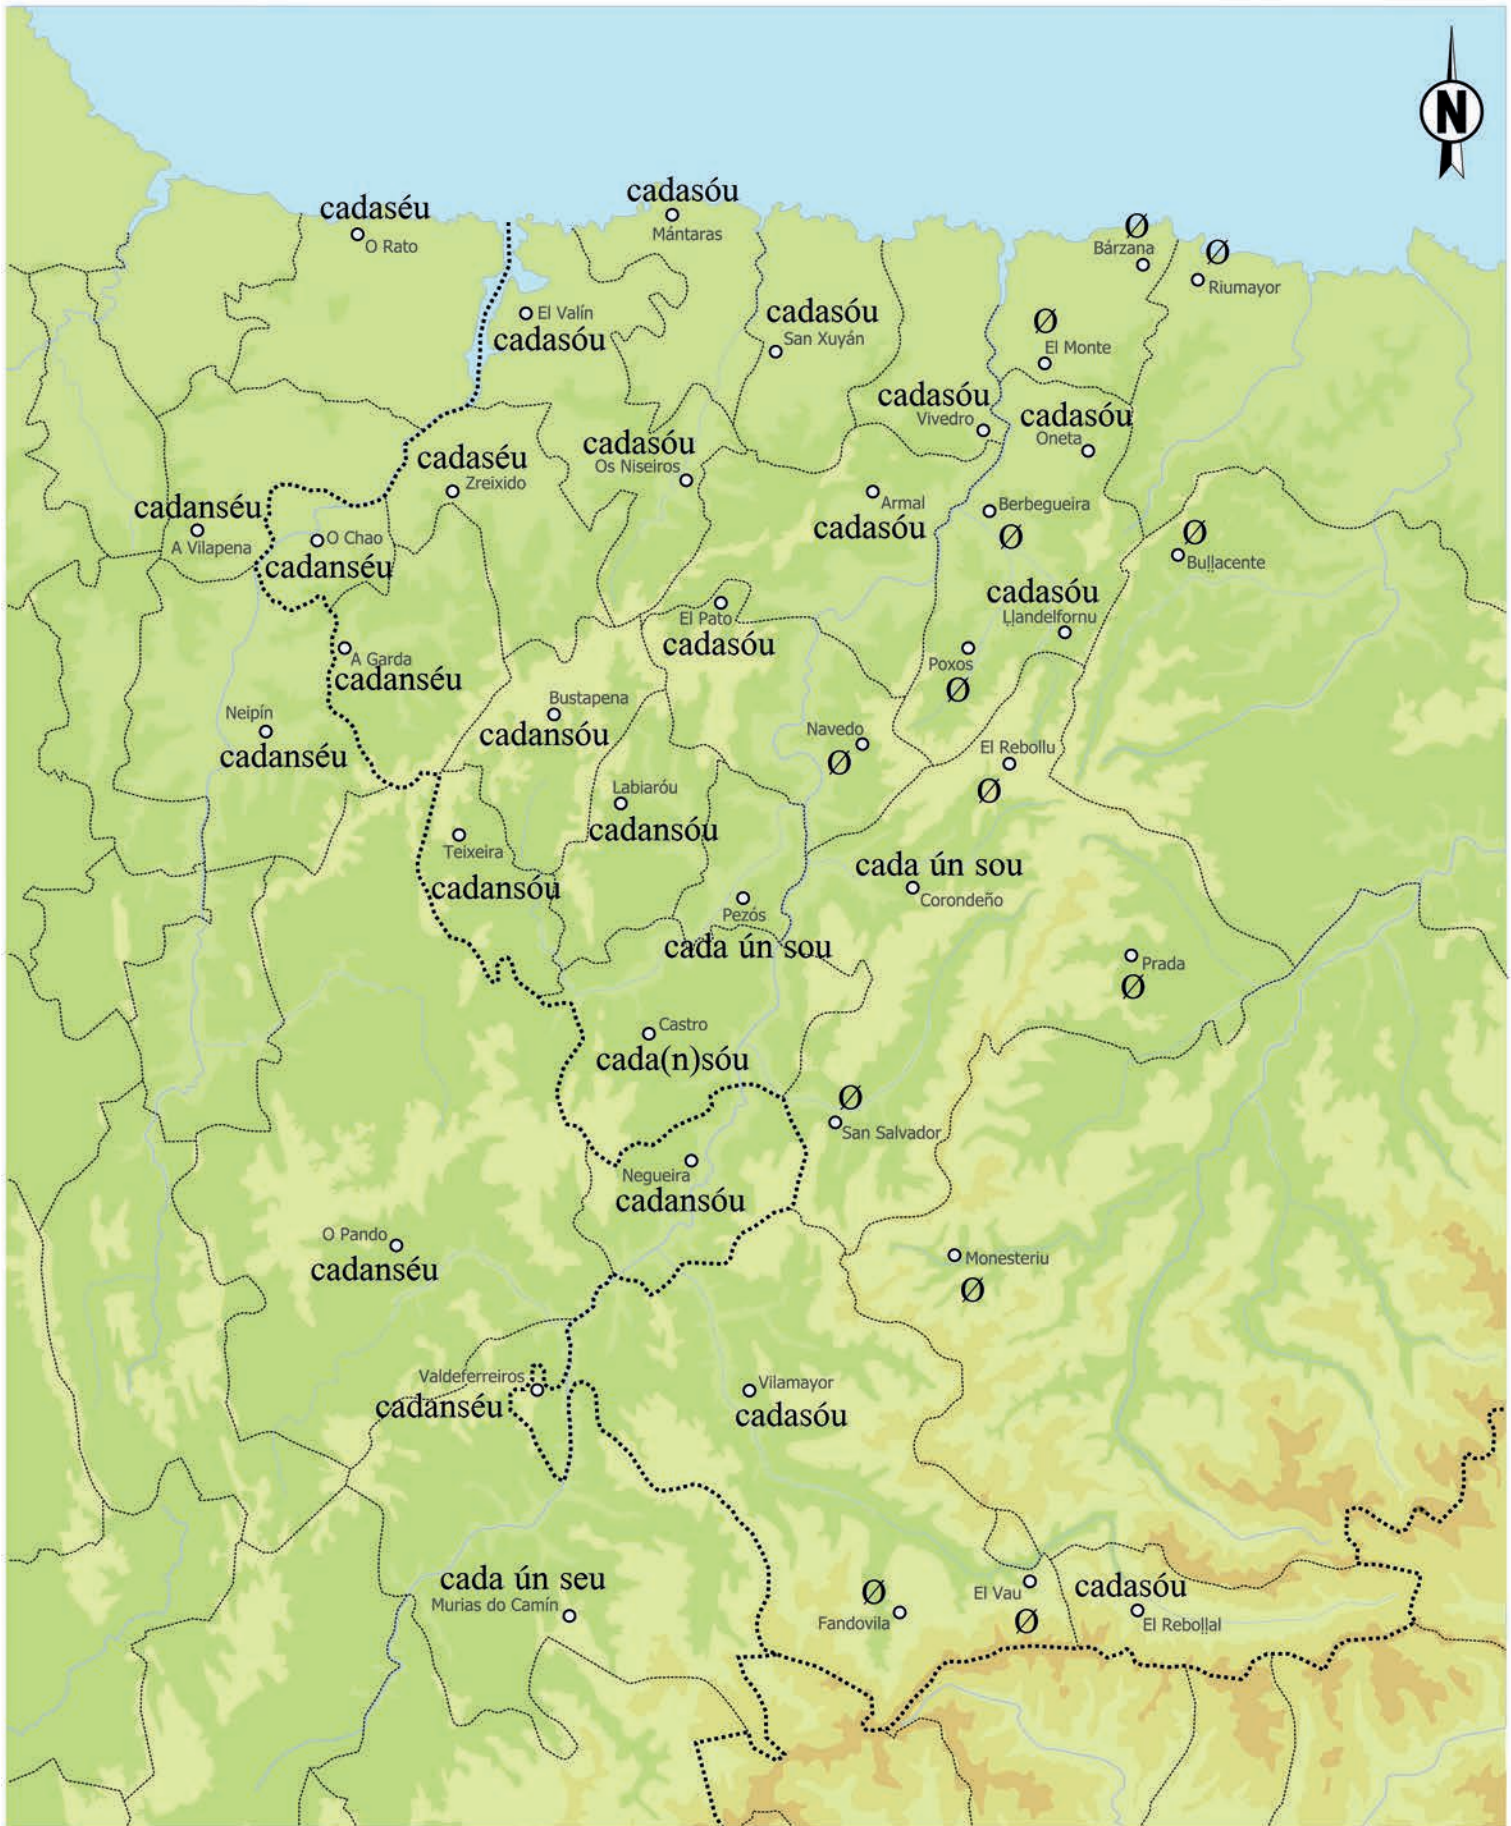 N
cadaséu
O Rato
cadasóu
Mántaras
Ø
Bárzana
Ø
Riumayor
El Valín
cadasóu
cadasóu
San Xuyán
Ø
El Monte
cadasóu
Vivedro
cadasóu
Oneta
cadaséu
Zreixido
cadasóu
Os Niseiros
cadanséu
A Vilapena
O Chao
cadanséu
Armal
cadasóu
Berbegueira
Ø
Ø
Buḷḷacente
cadasóu
Ḷḷandelfornu
El Pato
cadasóu
A Garda
cadanséu
Poxos
Ø
Neipín
cadanséu
Bustapena
cadansóu
Navedo
Ø
El Rebollu
Ø
Labiaróu
cadansóu
Teixeira
cadansóu
cada ún sou
Corondeño
Pezós
cada ún sou
Prada
Ø
Castro
cada(n)sóu
Ø
San Salvador
Negueira
cadansóu
O Pando
cadanséu
Monesteriu
Ø
Valdeferreiros
cadanséu
Vilamayor
cadasóu
cada ún seu
Murias do Camín
Ø
Fandovila
El Vau
Ø
cadasóu
El Reboḷḷal